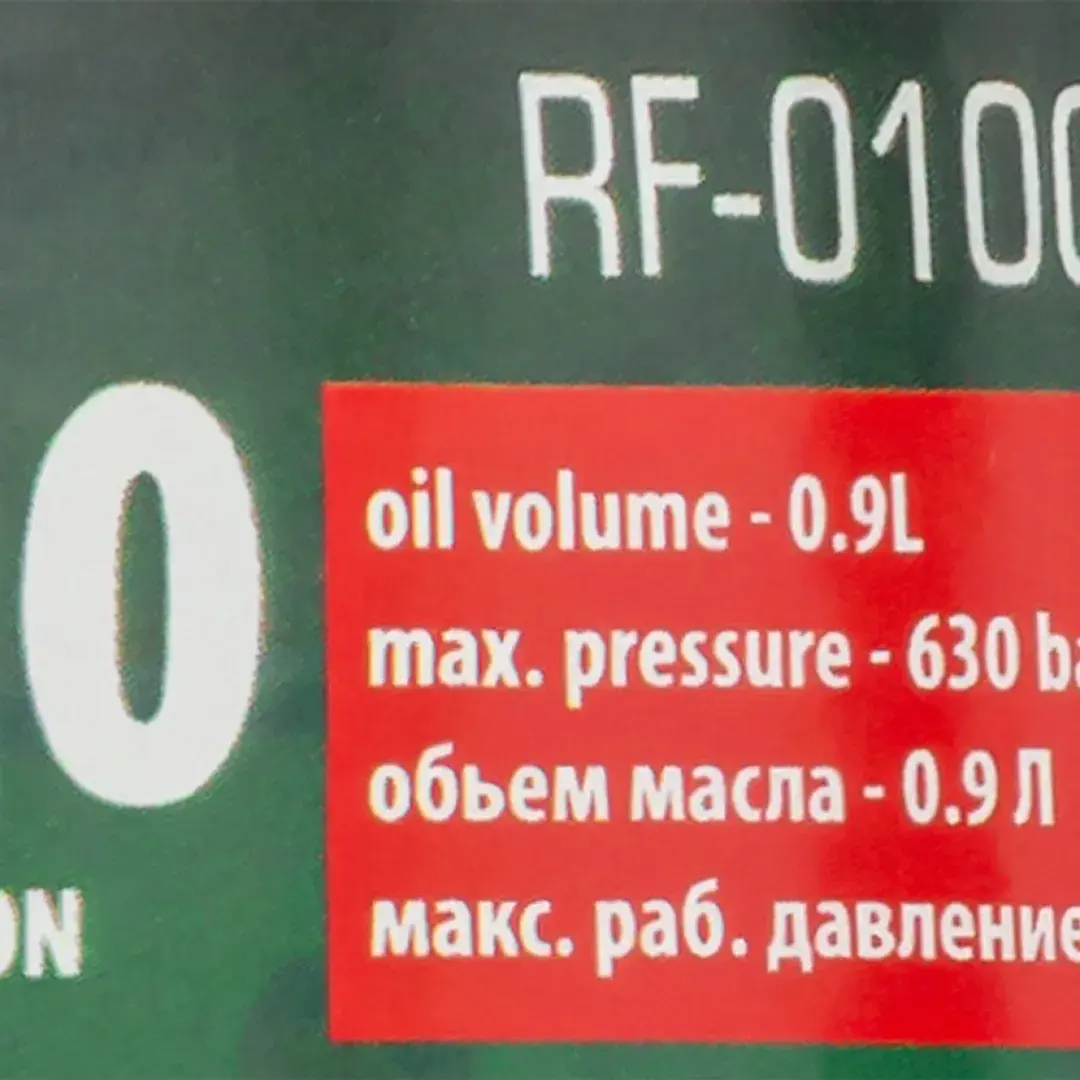 RF-0100
0
oil volume - 0.9L
max. pressure - 630 ba
обьем масла - 0.9 Л
макс. раб. давление
ON